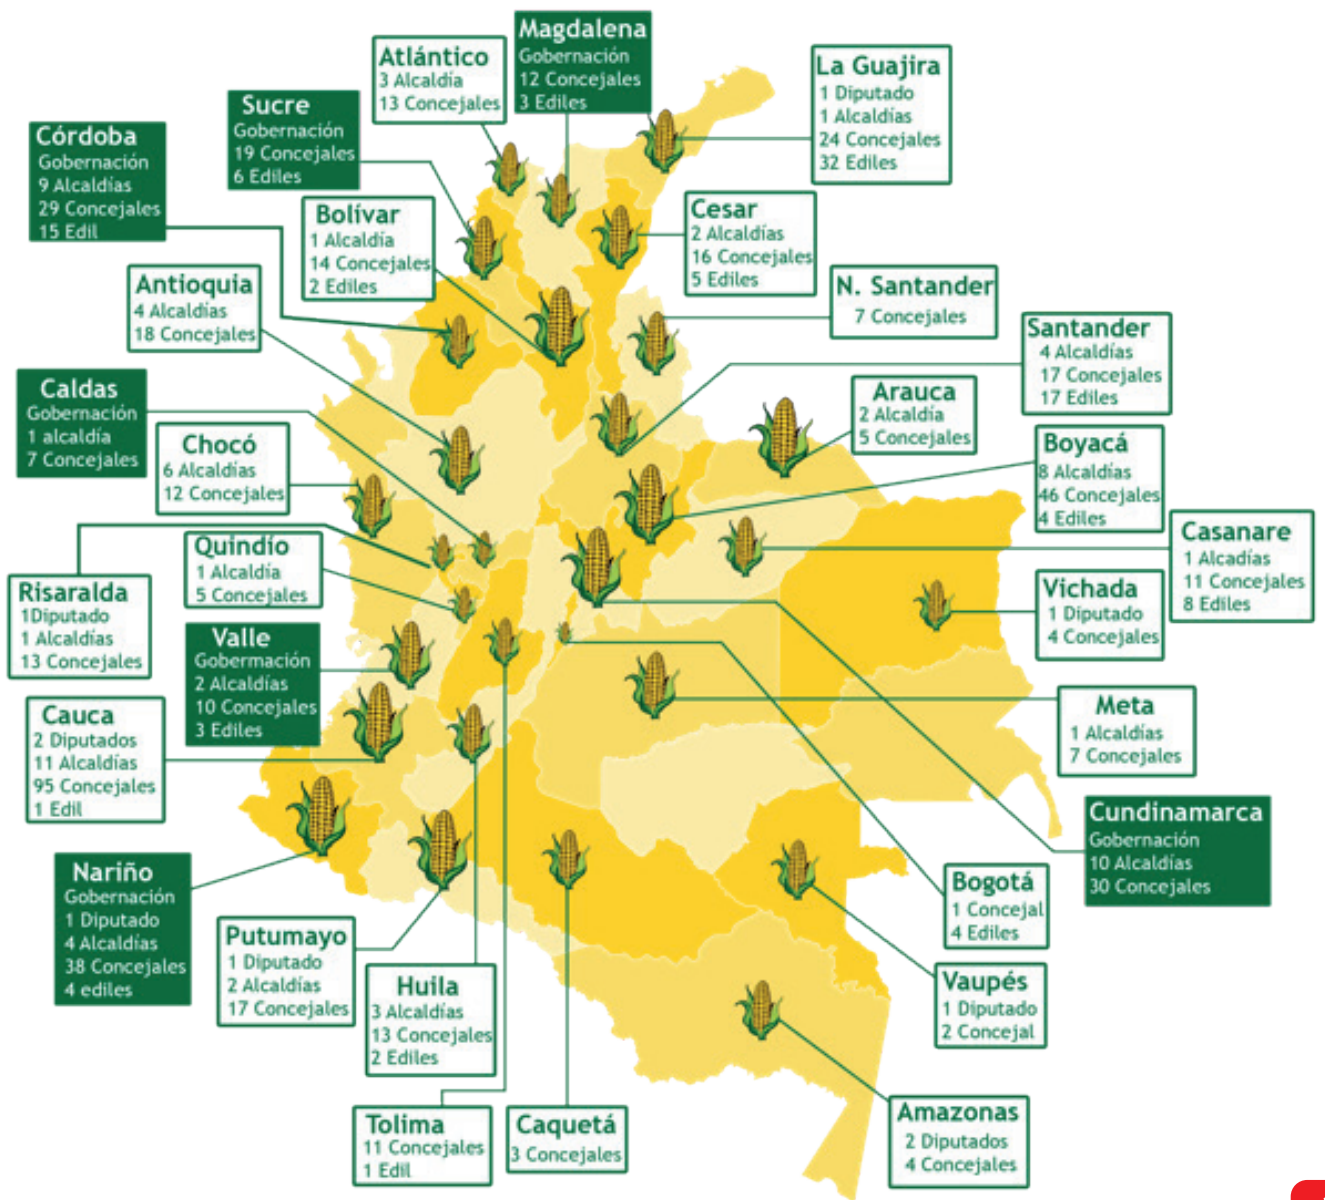 Magdalena
Gobernación
12 Concejales
3 Ediles
Atlántico
3 Alcaldía
13 Concejales
La Guajira
1 Diputado
1 Alcaldías
24 Concejales
32 Ediles
Sucre
Gobernación
19 Concejales
6 Ediles
Córdoba
Gobernación
9 Alcaldías
29 Concejales
15 Edil
Bolívar
1 Alcaldía
14 Concejales
2 Ediles
Cesar
2 Alcaldías
16 Concejales
5 Ediles
Antioquia
4 Alcaldías
18 Concejales
N. Santander
7 Concejales
Santander
4 Alcaldías
17 Concejales
17 Ediles
Caldas
Gobernación
1 alcaldía
7 Concejales
Arauca
2 Alcaldía
5 Concejales
Chocó
6 Alcaldías
12 Concejales
Boyacá
8 Alcaldías
46 Concejales
4 Ediles
Casanare
1 Alcadías
11 Concejales
8 Ediles
Quindío
1 Alcaldía
5 Concejales
Risaralda
1Diputado
1 Alcaldías
13 Concejales
Vichada
1 Diputado
4 Concejales
Valle
Gobermación
2 Alcaldías
10 Concejales
3 Ediles
Cauca
2 Diputados
11 Alcaldías
95 Concejales
1 Edil
Meta
1 Alcaldías
7 Concejales
Cundinamarca
Gobernación
10 Alcaldías
30 Concejales
Nariño
Gobernación
1 Diputado
4 Alcaldías
38 Concejales
4 ediles
Bogotá
1 Concejal
4 Ediles
Putumayo
1 Diputado
2 Alcaldías
17 Concejales
Huila
3 Alcaldías
13 Concejales
2 Ediles
Vaupés
1 Diputado
2 Concejal
Tolima
11 Concejales
1 Edil
Caquetá
3 Concejales
Amazonas
2 Diputados
4 Concejales